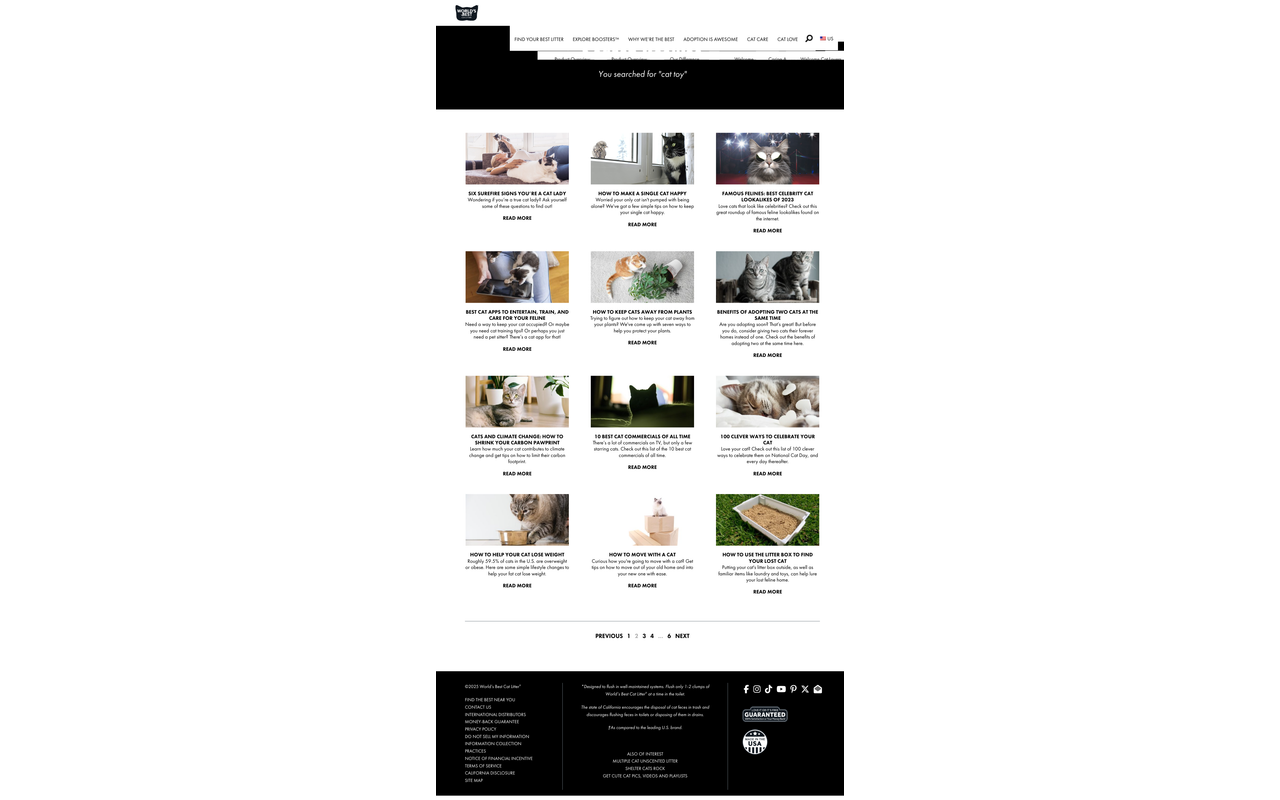 WORLD'S BEST
FIND YOUR BEST LITTER EXPLORE BOOSTERS™ WHY WE'RE THE BEST ADOPTION IS AWESOME CAT CARE CAT LOVE US
You searched for "cat toy"
SIX SUREFIRE SIGNS YOU'RE A CAT LADY
Wondering if you're a true cat lady? Ask yourself
some of these questions to find out!
READ MORE
HOW TO MAKE A SINGLE CAT HAPPY
Worried your only cat isn't pumped with being
alone? We've got a few simple tips on how to keep
your single cat happy.
READ MORE
FAMOUS FELINES: BEST CELEBRITY CAT
LOOKALIKES OF 2023
Love cats that look like celebrities? Check out this
great roundup of famous feline lookalikes found on
the internet.
READ MORE
BEST CAT APPS TO ENTERTAIN, TRAIN, AND
CARE FOR YOUR FELINE
Need a way to keep your cat occupied? Or maybe
you need cat training tips? Or perhaps you just
need a pet sitter? There's a cat app for that!
READ MORE
HOW TO KEEP CATS AWAY FROM PLANTS
Trying to figure out how to keep your cat away from
your plants? We've come up with seven ways to
help you protect your plants.
READ MORE
BENEFITS OF ADOPTING TWO CATS AT THE
SAME TIME
Are you adopting soon? That's great! But before
you do, consider giving two cats their forever
homes instead of one. Check out the benefits of
adopting two at the same time here.
READ MORE
CATS AND CLIMATE CHANGE: HOW TO
SHRINK YOUR CARBON PAWPRINT
Learn how much your cat contributes to climate
change and get tips on how to limit their carbon
footprint.
READ MORE
10 BEST CAT COMMERCIALS OF ALL TIME
There's a lot of commercials on TV, but only a few
starring cats. Check out this list of the 10 best cat
commercials of all time.
READ MORE
100 CLEVER WAYS TO CELEBRATE YOUR
CAT
Love your cat? Check out this list of 100 clever
ways to celebrate them on National Cat Day, and
every day thereafter.
READ MORE
HOW TO HELP YOUR CAT LOSE WEIGHT
Roughly 59.5% of cats in the U.S. are overweight
or obese. Here are some simple lifestyle changes to
help your fat cat lose weight.
READ MORE
HOW TO MOVE WITH A CAT
Curious how you're going to move with a cat? Get
tips on how to move out of your old home and into
your new one with ease.
READ MORE
HOW TO USE THE LITTER BOX TO FIND
YOUR LOST CAT
Putting your cat's litter box outside, as well as
familiar items like laundry and toys, can help lure
your lost feline home.
READ MORE
PREVIOUS 1 2 3 4 ... 6 NEXT
©2023 World's Best Cat Litter®
FIND THE BEST NEAR YOU
CONTACT US
INTERNATIONAL DISTRIBUTORS
MONEY-BACK GUARANTEE
PRIVACY POLICY
DO NOT SELL MY INFORMATION
INFORMATION COLLECTION
PRACTICES
NOTICE OF FINANCIAL INCENTIVE
TERMS OF SERVICE
CALIFORNIA DISCLOSURE
SITE MAP
*Designed to flush in well-maintained systems. Flush only 1-2 clumps of
World's Best Cat Litter® at a time in the toilet.
The state of California encourages the disposal of cat feces in trash and
discourages flushing feces in toilets or disposing of them in drains.
‡As compared to the leading U.S. brand.
ALSO OF INTEREST
MULTIPLE CAT UNSCENTED LITTER
SHELTER CATS ROCK
GET CUTE CAT PICS, VIDEOS AND PLAYLISTS
GUARANTEED
MADE IN THE
USA